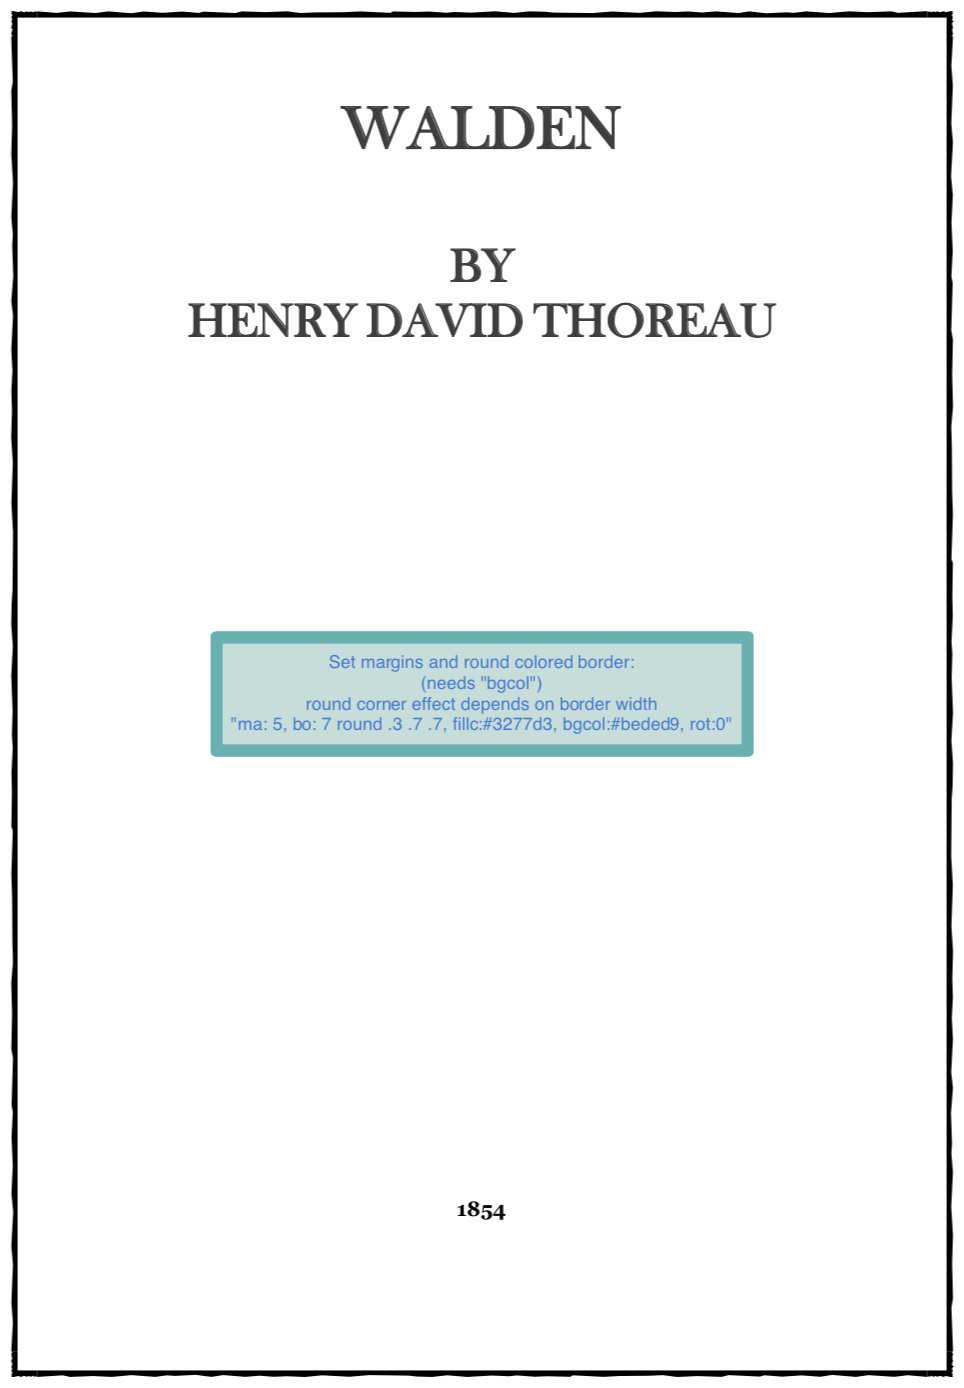 WALDEN
BY
HENRY DAVID THOREAU
Set margins and round colored border:
(needs "bgcol")
round corner effect depends on border width
"ma: 5, bo: 7 round .3 .7 .7, fillc:#3277d3, bgcol:#beded9, rot:0"
1854